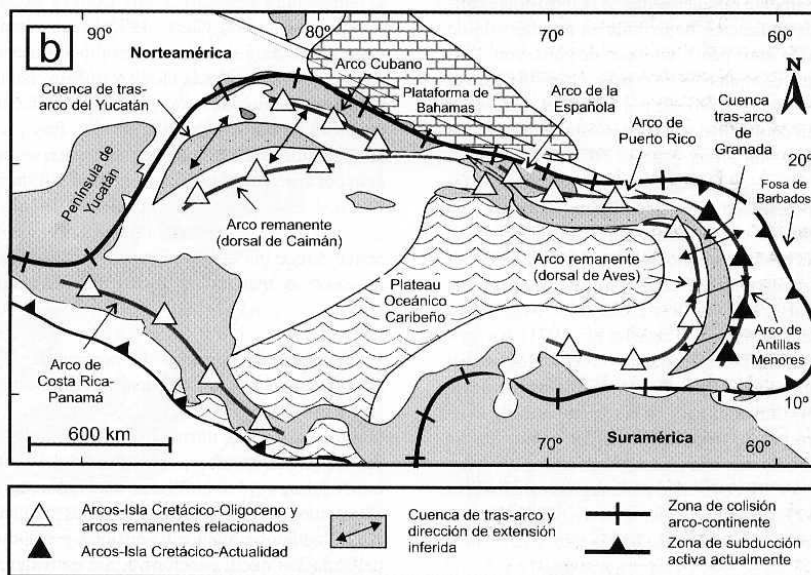 b
90º
80º
70º
60º
Norteamérica
N
Cuenca de tras-
arco del Yucatán
Arco Cubano
Plataforma de
Bahamas
Arco de la
Española
Cuenca
tras-arco
de
Granada
Arco de
Puerto Rico
20º
Península de
Yucatán
Fosa de
Barbados
Arco remanente
(dorsal de Caimán)
Arco remanente
(dorsal de Aves)
Plateau
Oceánico
Caribeño
Arco de
Costa Rica-
Panamá
Arco de
Antillas
Menores
10º
600 km
70º
Suramérica
60º
Arcos-Isla Cretácico-Oligoceno y
arcos remanentes relacionados
Arcos-Isla Cretácico-Actualidad
Cuenca de tras-arco y
dirección de extensión
inferida
Zona de colisión
arco-continente
Zona de subducción
activa actualmente